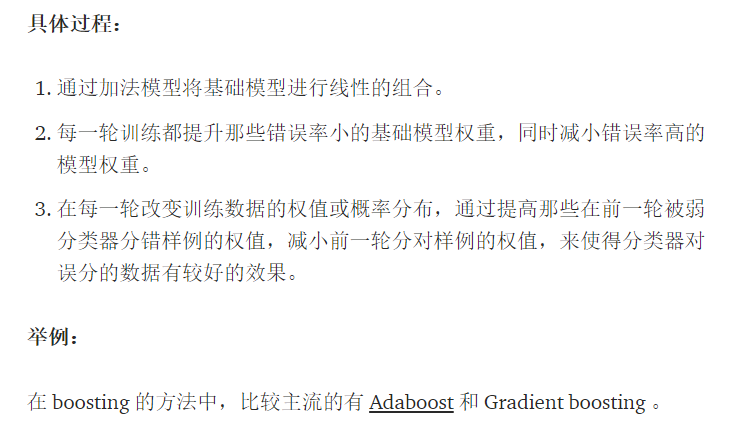 具体过程：
1. 通过加法模型将基础模型进行线性的组合。
2. 每一轮训练都提升那些错误率小的基础模型权重，同时减小错误率高的
模型权重。
3. 在每一轮改变训练数据的权值或概率分布，通过提高那些在前一轮被弱
分类器分错样例的权值，减小前一轮分对样例的权值，来使得分类器对
误分的数据有较好的效果。
举例：
在 boosting 的方法中，比较主流的有 Adaboost 和 Gradient boosting 。